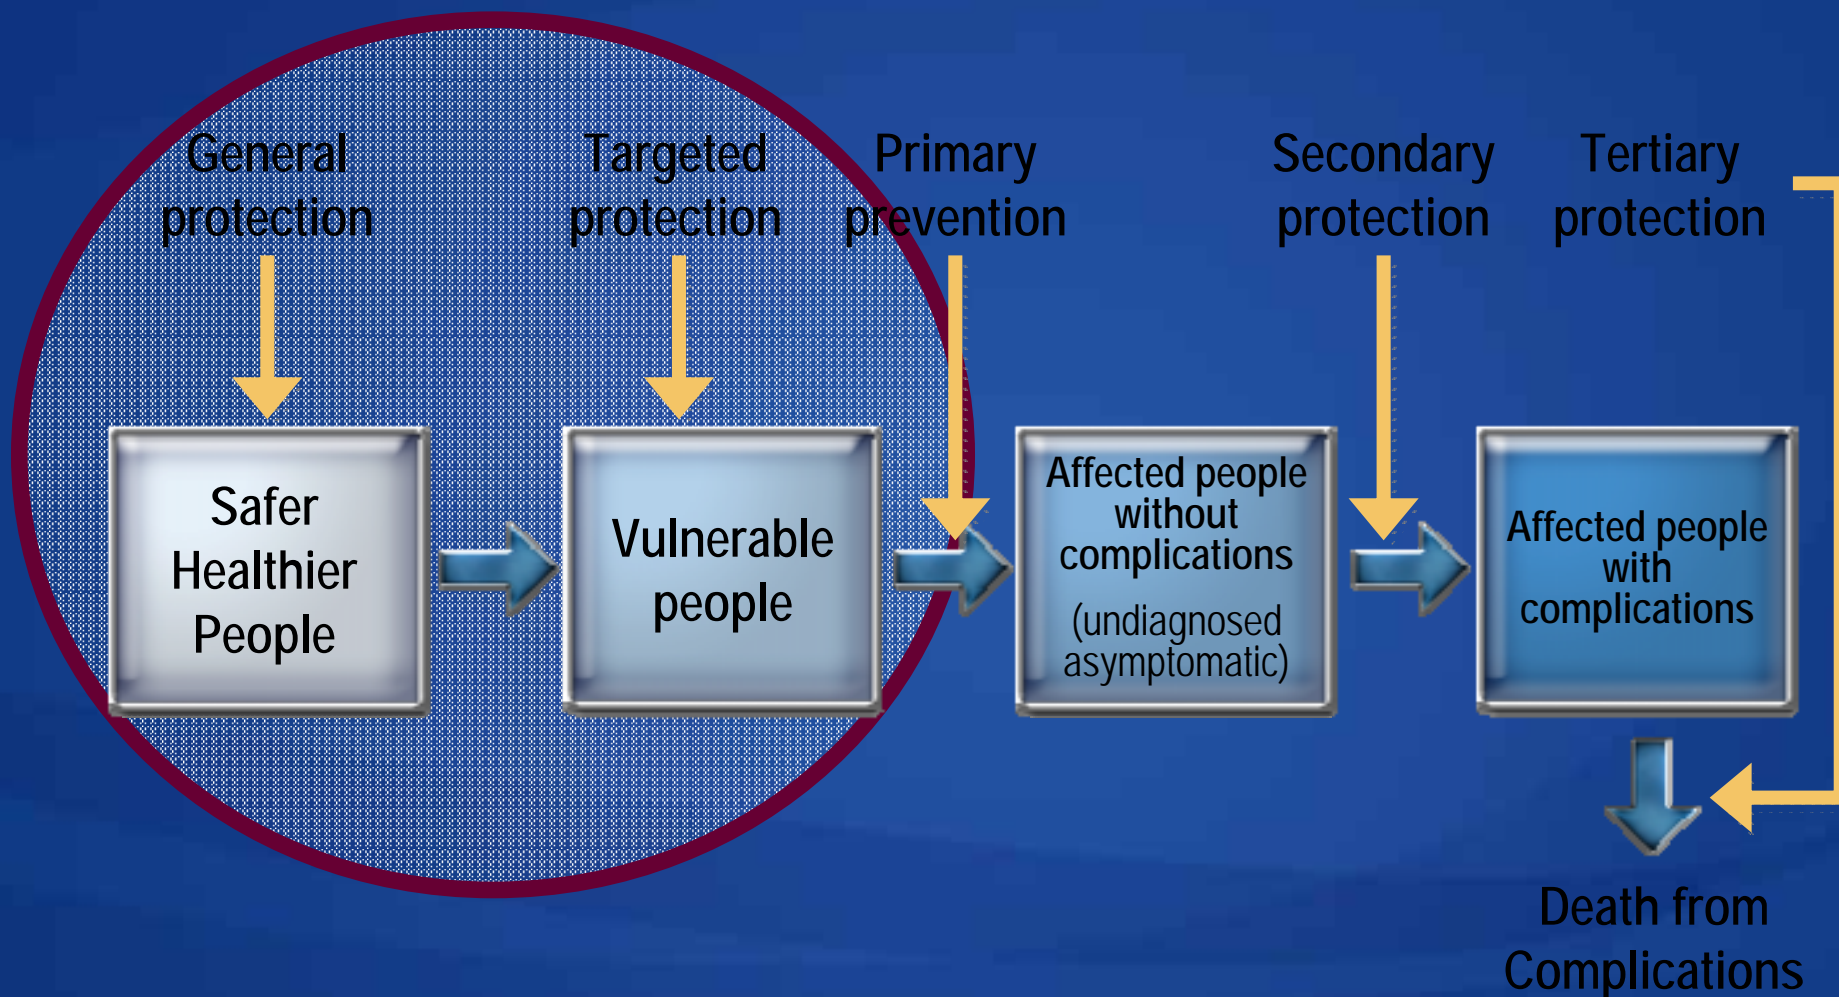 General
protection
Targeted
protection
Primary
prevention
Secondary
protection
Tertiary
protection
Safer
Healthier
People
Vulnerable
people
Affected people
without
complications
(undiagnosed
asymptomatic)
Affected people
with
complications
Death from
Complications